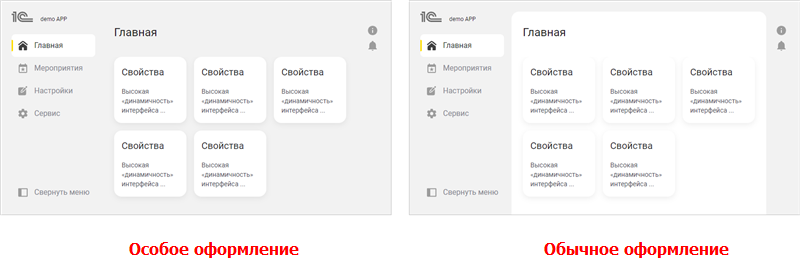 1С demo APP
Главная
Мероприятия
Настройки
Сервис
Свернуть меню
Главная
Свойства Свойства Свойства
Высокая Высокая Высокая
«динамичность» «динамичность» «динамичность»
интерфейса ... интерфейса ... интерфейса ...
Свойства Свойства
Высокая Высокая
«динамичность» «динамичность»
интерфейса ... интерфейса ...
Особое оформление
1С demo APP
Главная
Мероприятия
Настройки
Сервис
Свернуть меню
Главная
Свойства Свойства Свойства
Высокая Высокая Высокая
«динамичность» «динамичность» «динамичность»
интерфейса ... интерфейса ... интерфейса ...
Свойства Свойства
Высокая Высокая
«динамичность» «динамичность»
интерфейса ... интерфейса ...
Обычное оформление